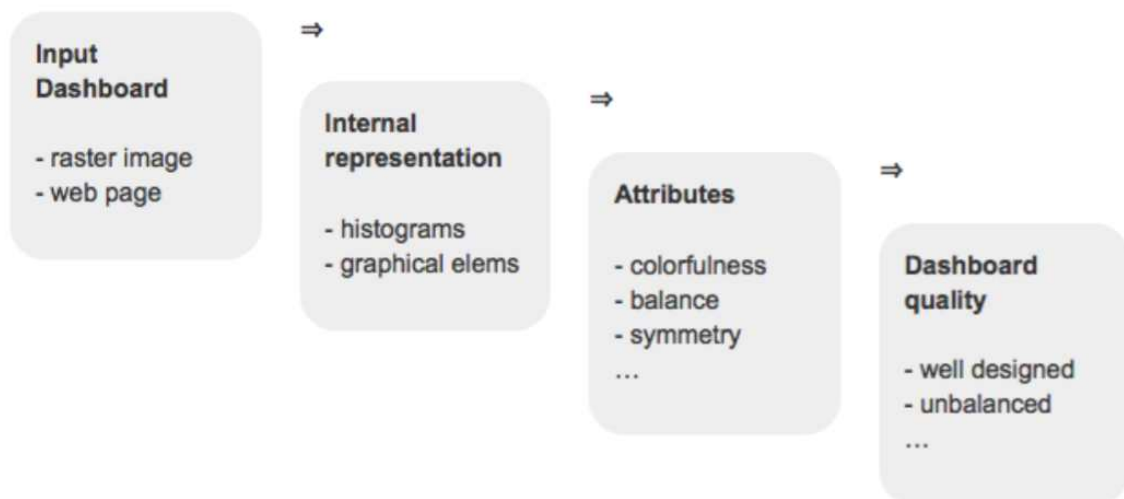 Input
Dashboard
- raster image
- web page
⇒
Internal
representation
- histograms
- graphical elems
⇒
Attributes
- colorfulness
- balance
- symmetry
...
⇒
Dashboard
quality
- well designed
- unbalanced
...